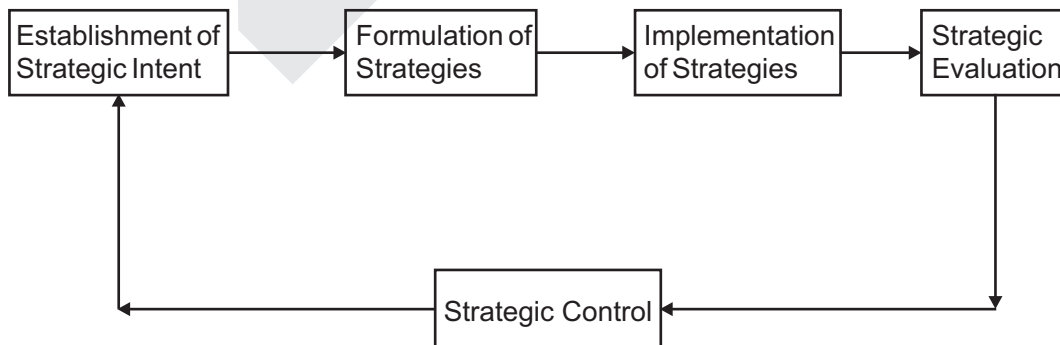 Establishment of
Strategic Intent
Formulation of
Strategies
Implementation
of Strategies
Strategic
Evaluation
Strategic Control